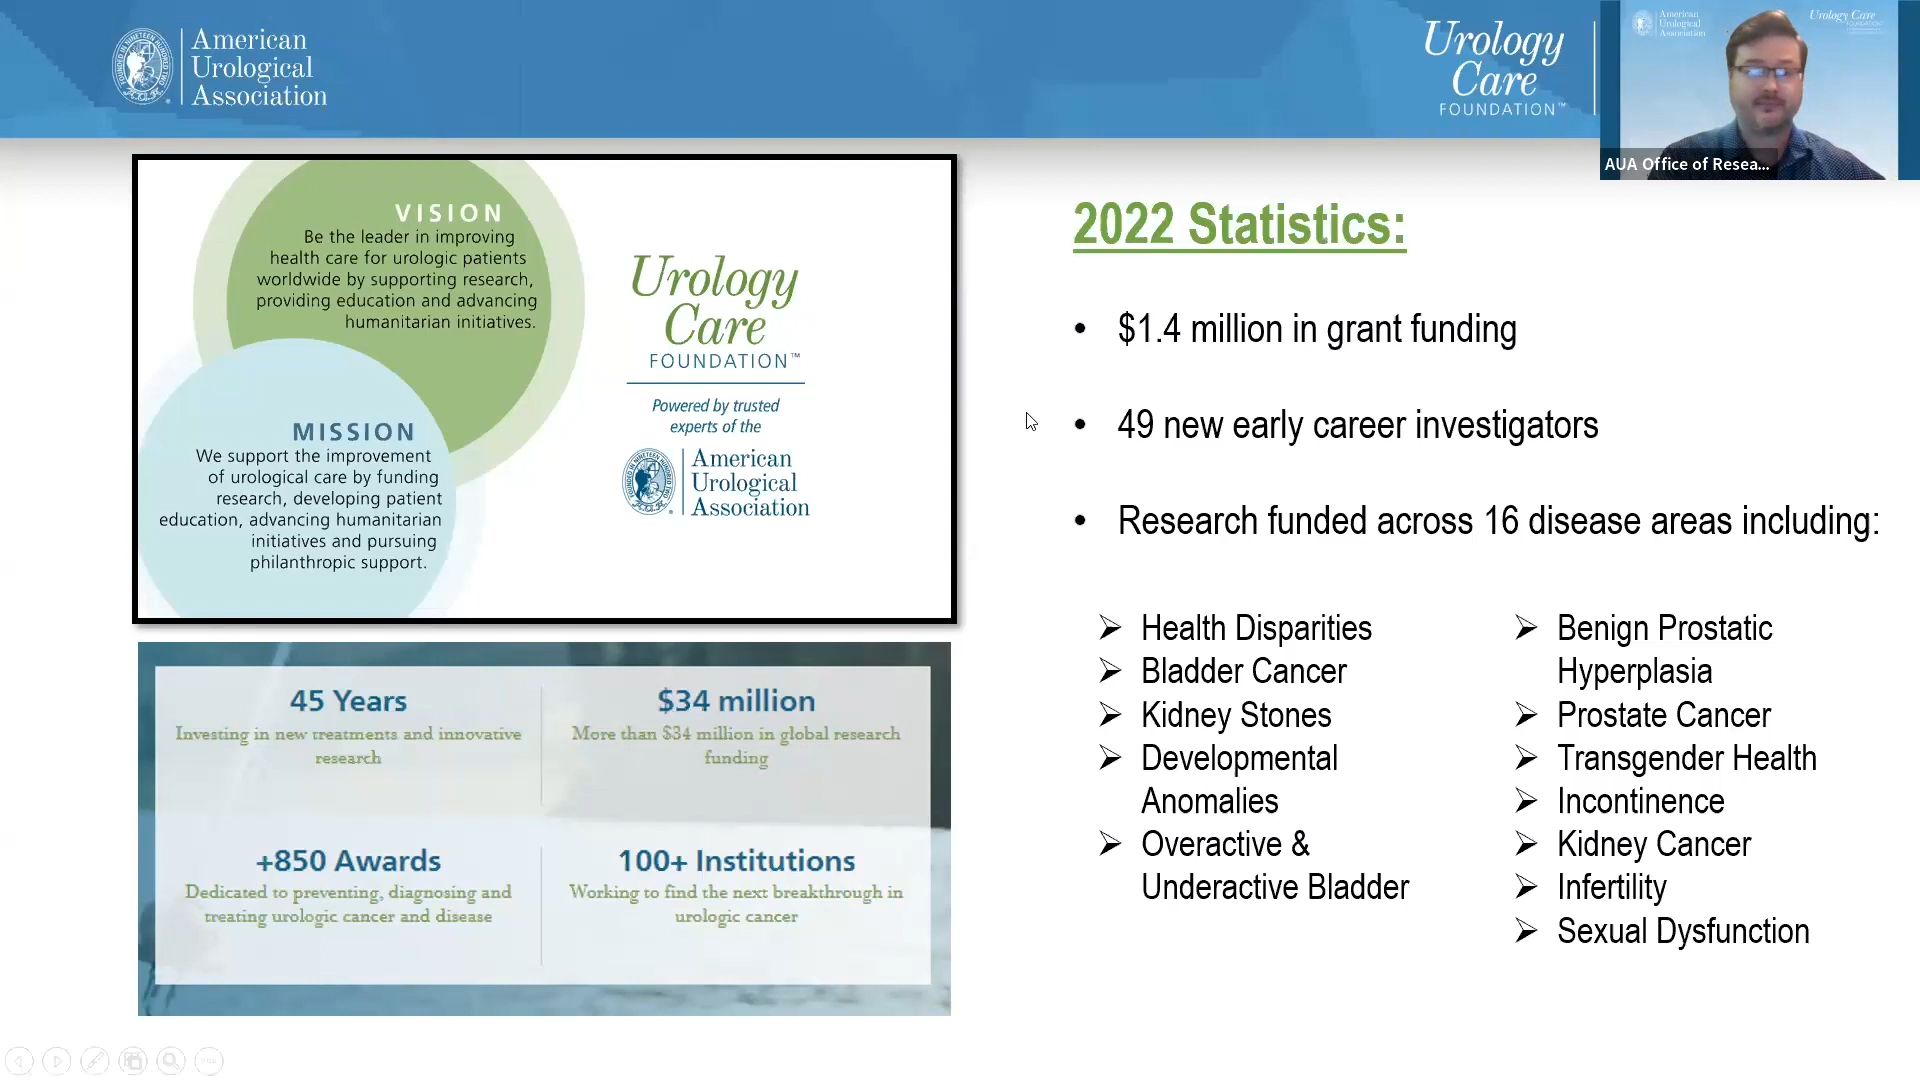 American
Urological
Association
Urology
Care
FOUNDATION™
American
Urological
Association
Urology Care
AUA Office of Resea...
VISION
Be the leader in improving
health care for urologic patients
worldwide by supporting research,
providing education and advancing
humanitarian initiatives.
MISSION
We support the improvement
of urological care by funding
research, developing patient
education, advancing humanitarian
initiatives and pursuing
philanthropic support.
Urology
Care
FOUNDATION™
Powered by trusted
experts of the
American
Urological
Association
45 Years
Investing in new treatments and innovative
research
$34 million
More than $34 million in global research
funding
+850 Awards
Dedicated to preventing, diagnosing and
treating urologic cancer and disease
100+ Institutions
Working to find the next breakthrough in
urologic cancer
2022 Statistics:
• $1.4 million in grant funding
• 49 new early career investigators
• Research funded across 16 disease areas including:
➢ Health Disparities
➢ Bladder Cancer
➢ Kidney Stones
➢ Developmental
Anomalies
➢ Overactive &
Underactive Bladder
➢ Benign Prostatic
Hyperplasia
➢ Prostate Cancer
➢ Transgender Health
➢ Incontinence
➢ Kidney Cancer
➢ Infertility
➢ Sexual Dysfunction